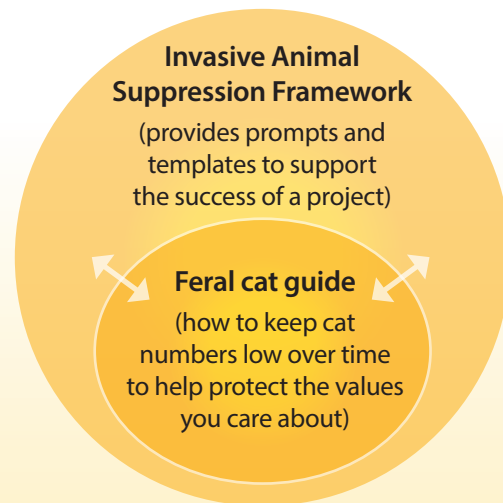 Invasive Animal
Suppression Framework
(provides prompts and
templates to support
the success of a project)
Feral cat guide
(how to keep cat
numbers low over time
to help protect the values
you care about)